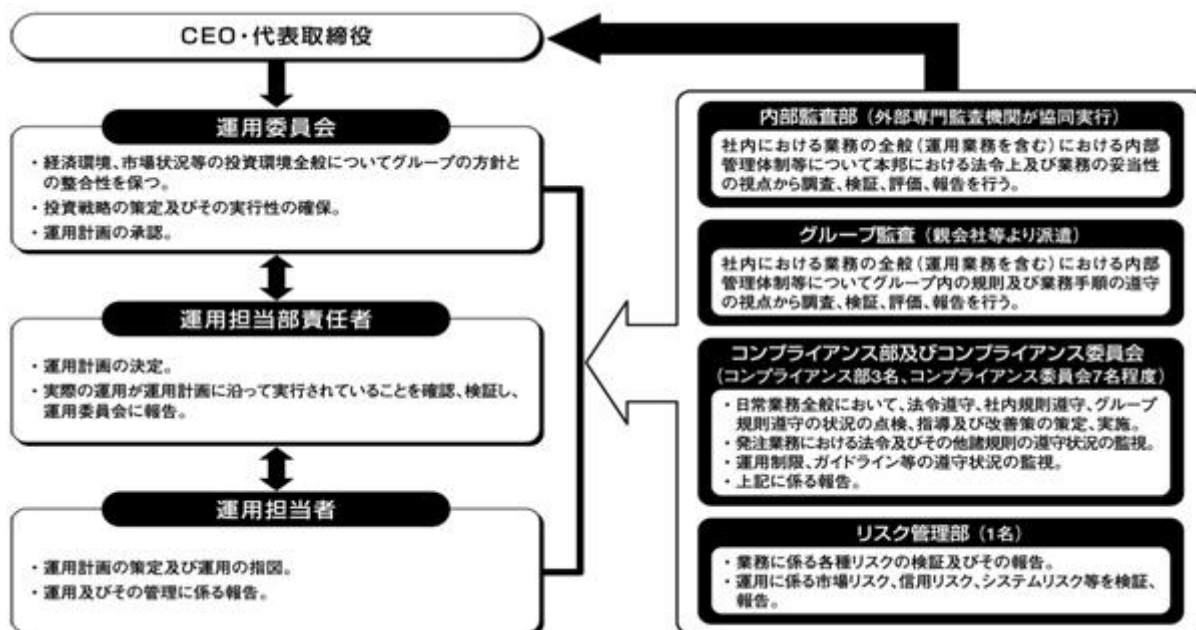 CEO・代表取締役
運用委員会
・経済環境、市場状況等の投資環境全般についてグループの方針と
の整合性を保つ。
・投資戦略の策定及びその実行性の確保。
・運用計画の承認。
運用担当部責任者
・運用計画の決定。
・実際の運用が運用計画に沿って実行されていることを確認、検証し、
運用委員会に報告。
運用担当者
・運用計画の策定及び運用の指図。
・運用及びその管理に係る報告。
内部監査部（外部専門監査機関が協同実行）
社内における業務の全般（運用業務を含む）における内部
管理体制等について本邦における法令上及び業務の妥当性
の視点から調査、検証、評価、報告を行う。
グループ監査（親会社等より派遣）
社内における業務の全般（運用業務を含む）における内部
管理体制等についてグループ内の規則及び業務手順の遵守
の視点から調査、検証、評価、報告を行う。
コンプライアンス部及びコンプライアンス委員会
（コンプライアンス部3名、コンプライアンス委員会7名程度）
・日常業務全般において、法令遵守、社内規則遵守、グループ
規則遵守の状況の点検、指導及び改善策の策定、実施。
・発注業務における法令及びその他諸規則の遵守状況の監視。
・運用制限、ガイドライン等の遵守状況の監視。
・上記に係る報告。
リスク管理部（1名）
・業務に係る各種リスクの検証及びその報告。
・運用に係る市場リスク、信用リスク、システムリスク等を検証、
報告。